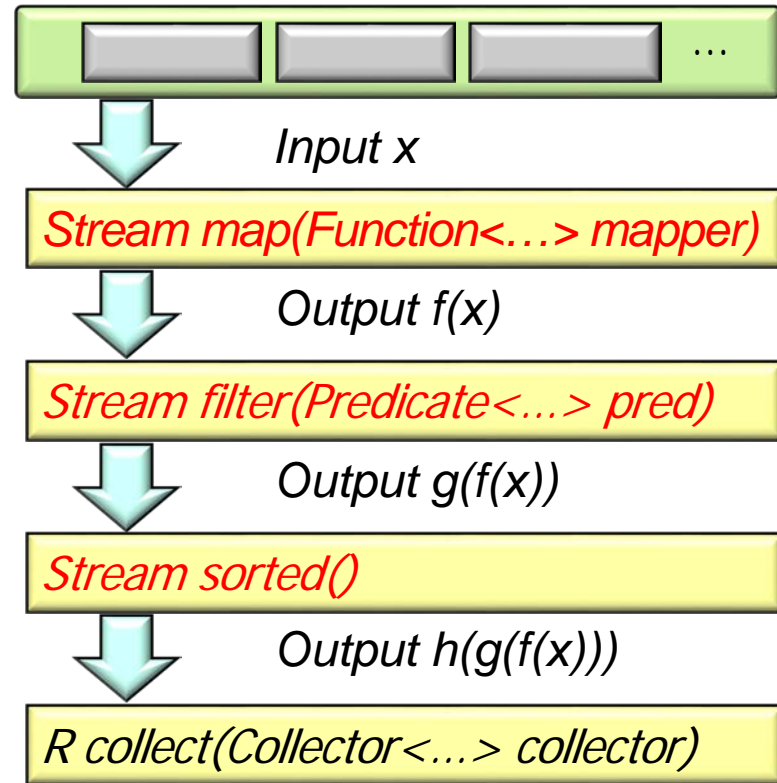 ...
Input x
Stream map(Function<...> mapper)
Output f(x)
Stream filter(Predicate<...> pred)
Output g(f(x))
Stream sorted()
Output h(g(f(x)))
R collect(Collector<...> collector)